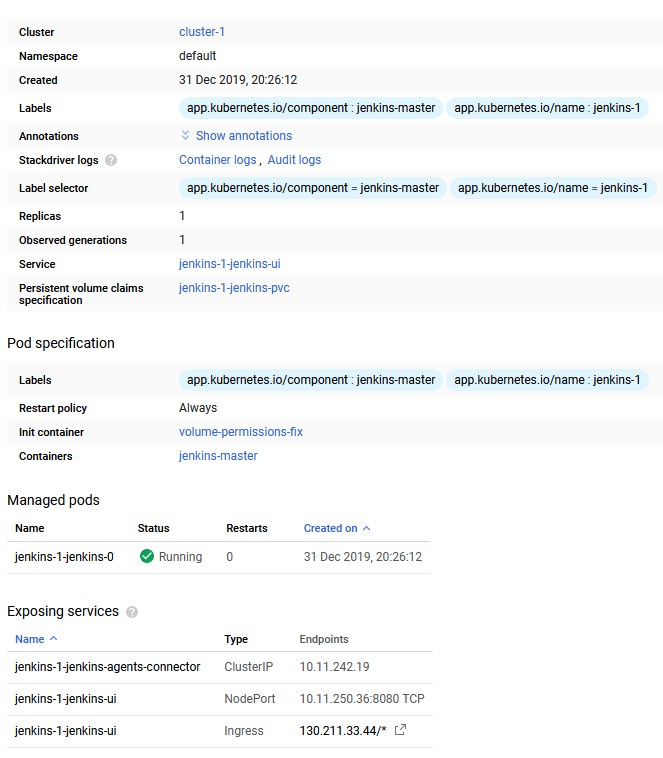 Cluster cluster-1
Namespace default
Created 31 Dec 2019, 20:26:12
Labels app.kubernetes.io/component : jenkins-master app.kubernetes.io/name : jenkins-1
Annotations Show annotations
Stackdriver logs ? Container logs , Audit logs
Label selector app.kubernetes.io/component = jenkins-master app.kubernetes.io/name = jenkins-1
Replicas 1
Observed generations 1
Service jenkins-1-jenkins-ui
Persistent volume claims jenkins-1-jenkins-pvc
specification
Pod specification
Labels app.kubernetes.io/component : jenkins-master app.kubernetes.io/name : jenkins-1
Restart policy Always
Init container volume-permissions-fix
Containers jenkins-master
Managed pods
Name Status Restarts Created on
jenkins-1-jenkins-0 Running 0 31 Dec 2019, 20:26:12
Exposing services ?
Name Type Endpoints
jenkins-1-jenkins-agents-connector ClusterIP 10.11.242.19
jenkins-1-jenkins-ui NodePort 10.11.250.36:8080 TCP
jenkins-1-jenkins-ui Ingress 130.211.33.44/*